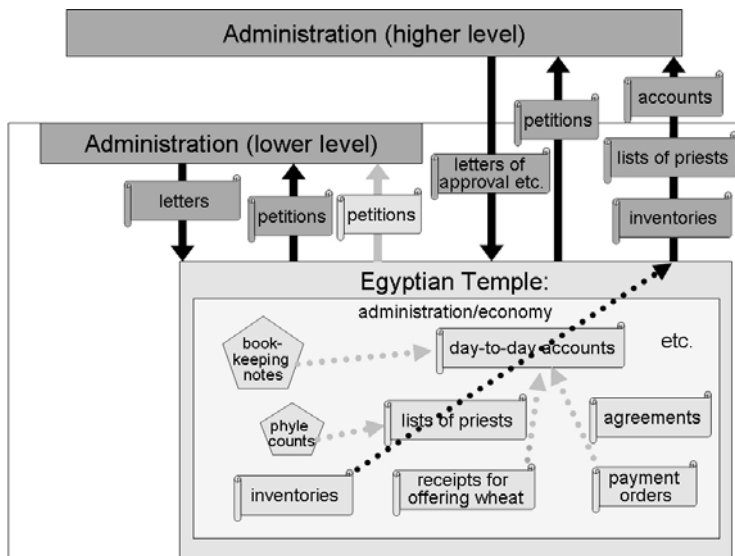 Administration (higher level)
accounts
petitions
Administration (lower level)
lists of priests
letters of
approval etc.
letters
petitions
petitions
inventories
Egyptian Temple:
administration/economy
book-
keeping
notes
day-to-day accounts
etc.
phyle
counts
lists of priests
agreements
inventories
receipts for
offering wheat
payment
orders